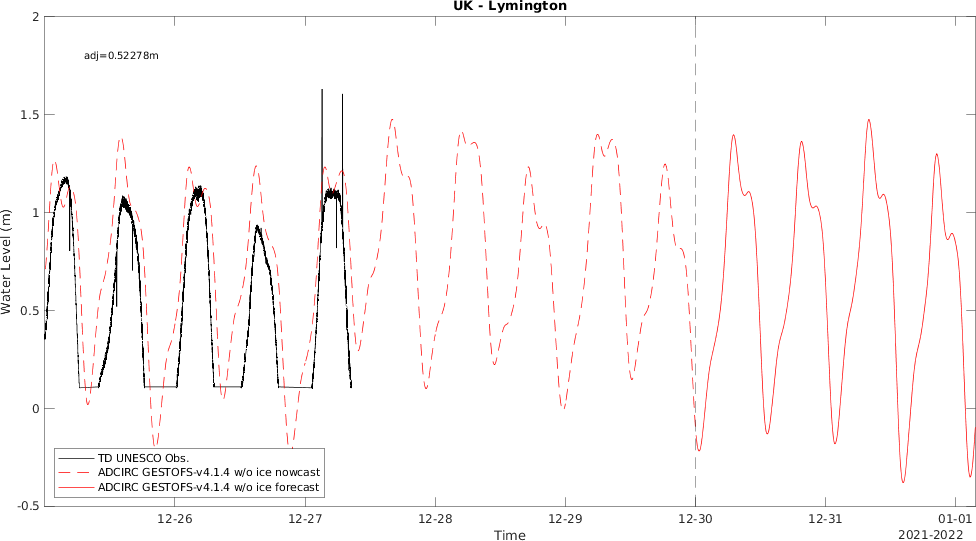 UK - Lymington
adj=0.52278m
Water Level (m)
2
1.5
1
0.5
0
-0.5
TD UNESCO Obs.
ADCIRC GESTOFS-v4.1.4 w/o ice nowcast
ADCIRC GESTOFS-v4.1.4 w/o ice forecast
12-26 12-27 12-28 12-29 12-30 12-31 01-01
Time
2021-2022